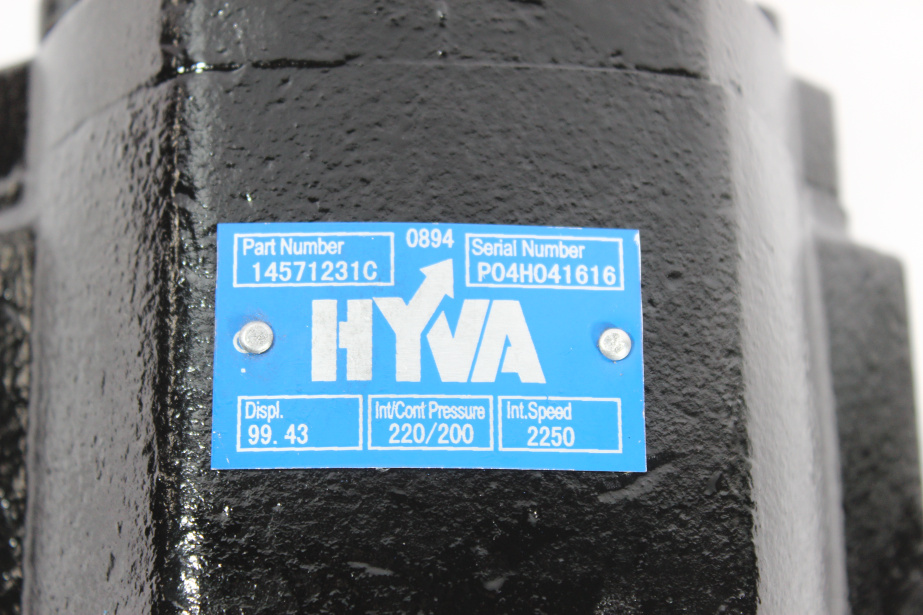 Part Number
14571231C
0894
Serial Number
P04H041616
HYVA
Displ.
99.43
Int/Cont Pressure
220/200
Int.Speed
2250